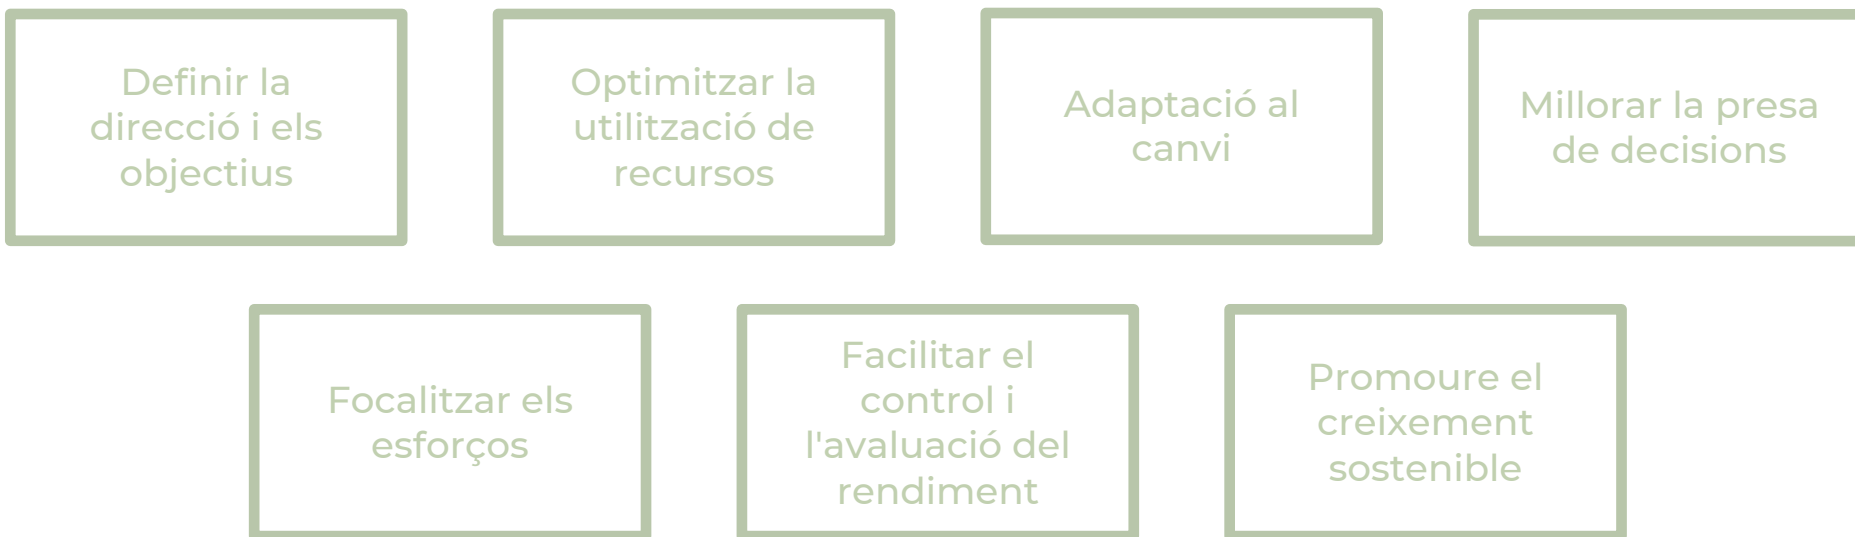 Definir la
direcció i els
objectius
Optimitzar la
utilització de
recursos
Adaptació al
canvi
Millorar la presa
de decisions
Focalitzar els
esforços
Facilitar el
control i
l'avaluació del
rendiment
Promoure el
creixement
sostenible